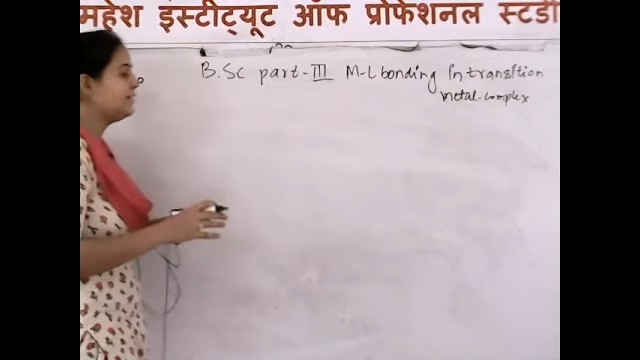 महेश इंस्टीट्यूट ऑफ प्रोफेशनल स्टडी
B.Sc part-III M-L bonding in transition
metal-complex